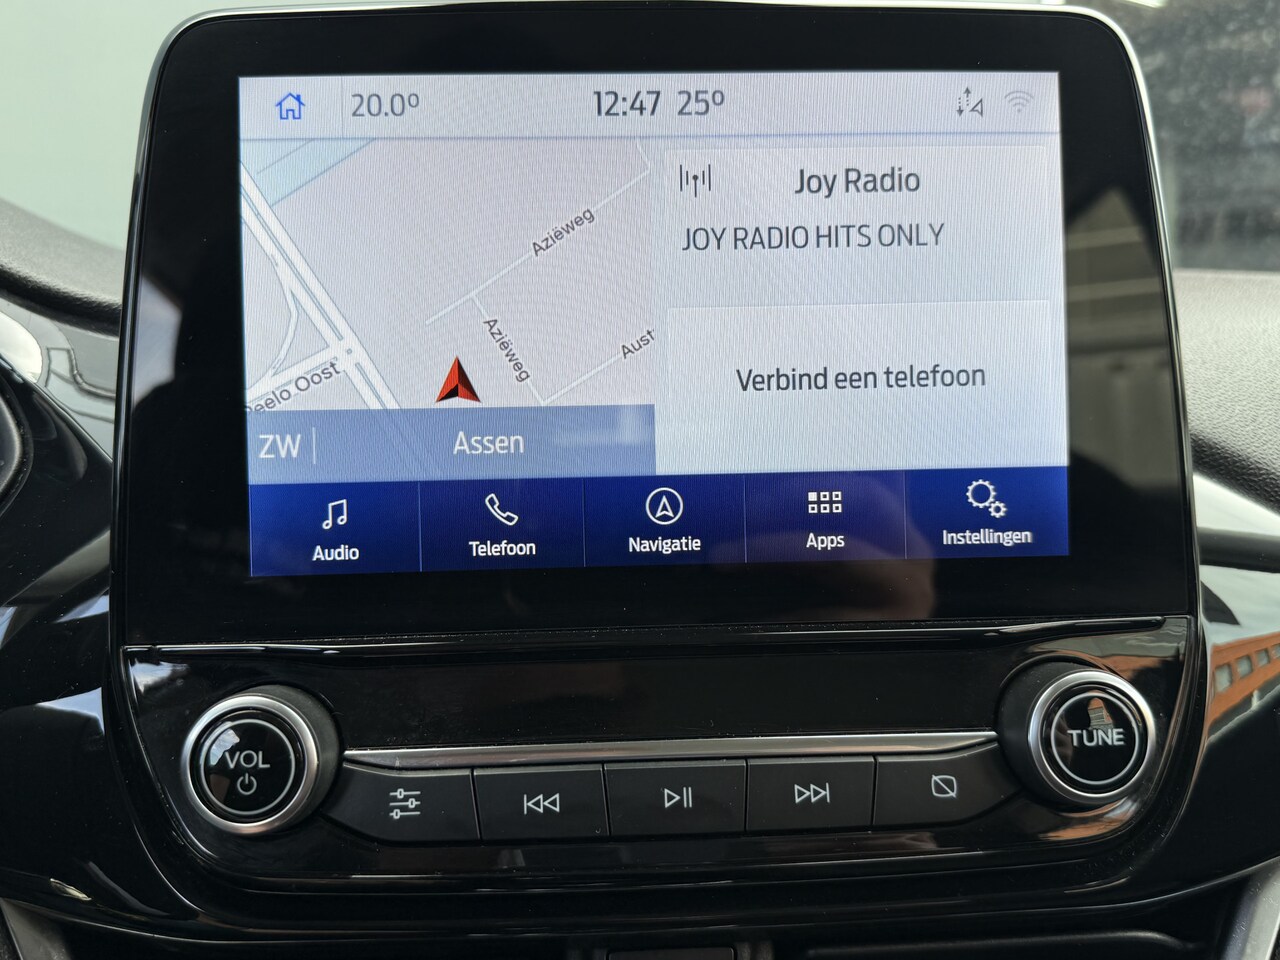 20.0° 12:47 25°
Joy Radio
JOY RADIO HITS ONLY
Aziëweg
Aziëweg
Aust
Peelo Oost
Verbind een telefoon
ZW Assen
Audio
Telefoon
Navigatie
Apps
Instellingen
VOL
TUNE